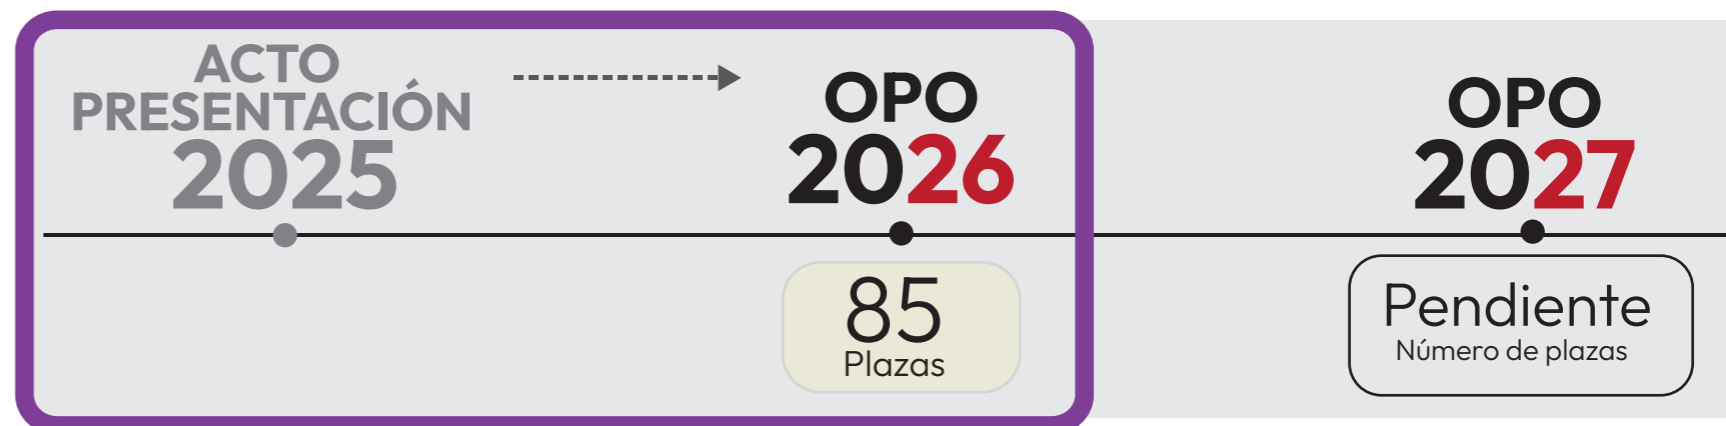 ACTO
PRESENTACIÓN
2025
OPO
2026
85
Plazas
OPO
2027
Pendiente
Número de plazas